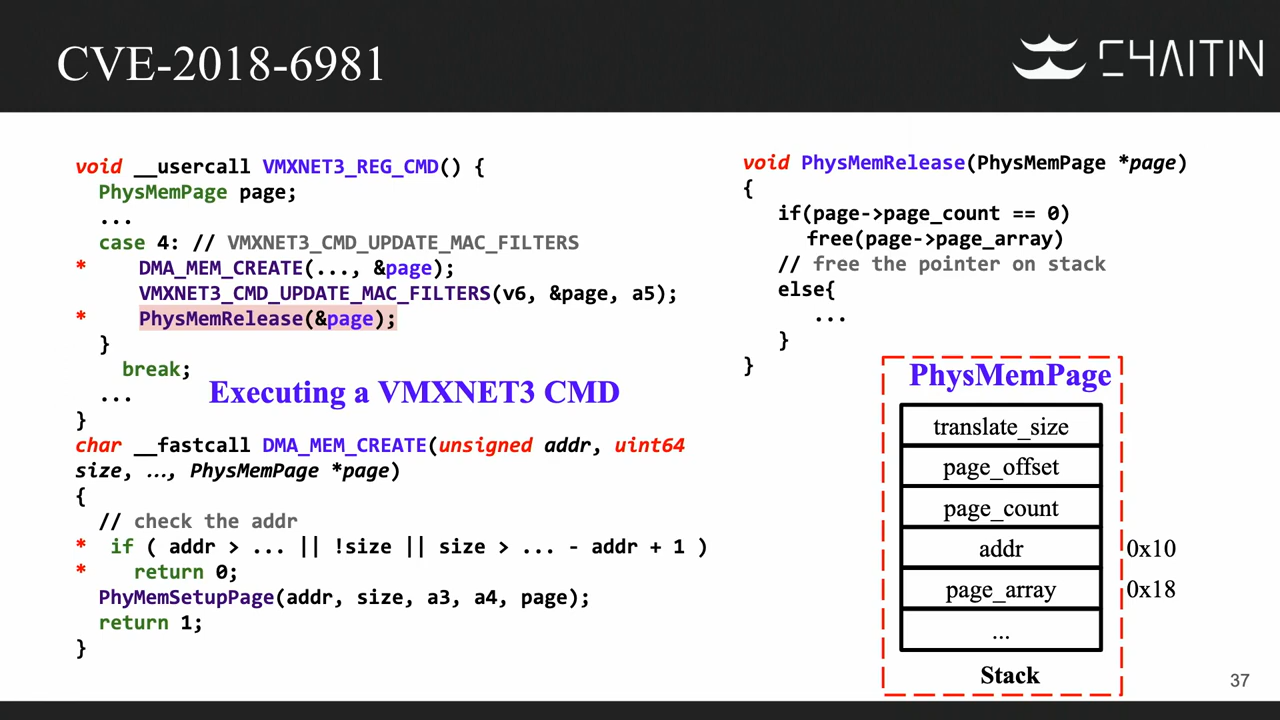 CVE-2018-6981
CHAITIN
void __usercall VMXNET3_REG_CMD() {
PhysMemPage page;
...
case 4: // VMXNET3_CMD_UPDATE_MAC_FILTERS
* DMA_MEM_CREATE(..., &page);
VMXNET3_CMD_UPDATE_MAC_FILTERS(v6, &page, a5);
* PhysMemRelease(&page);
}
break;
...
}
Executing a VMXNET3 CMD
char __fastcall DMA_MEM_CREATE(unsigned addr, uint64
size, ..., PhysMemPage *page)
{
// check the addr
* if ( addr > ... || !size || size > ... - addr + 1 )
* return 0;
PhyMemSetupPage(addr, size, a3, a4, page);
return 1;
}
void PhysMemRelease(PhysMemPage *page)
{
if(page->page_count == 0)
free(page->page_array)
// free the pointer on stack
else{
...
}
}
PhysMemPage
translate_size
page_offset
page_count
addr 0x10
page_array 0x18
...
Stack
37